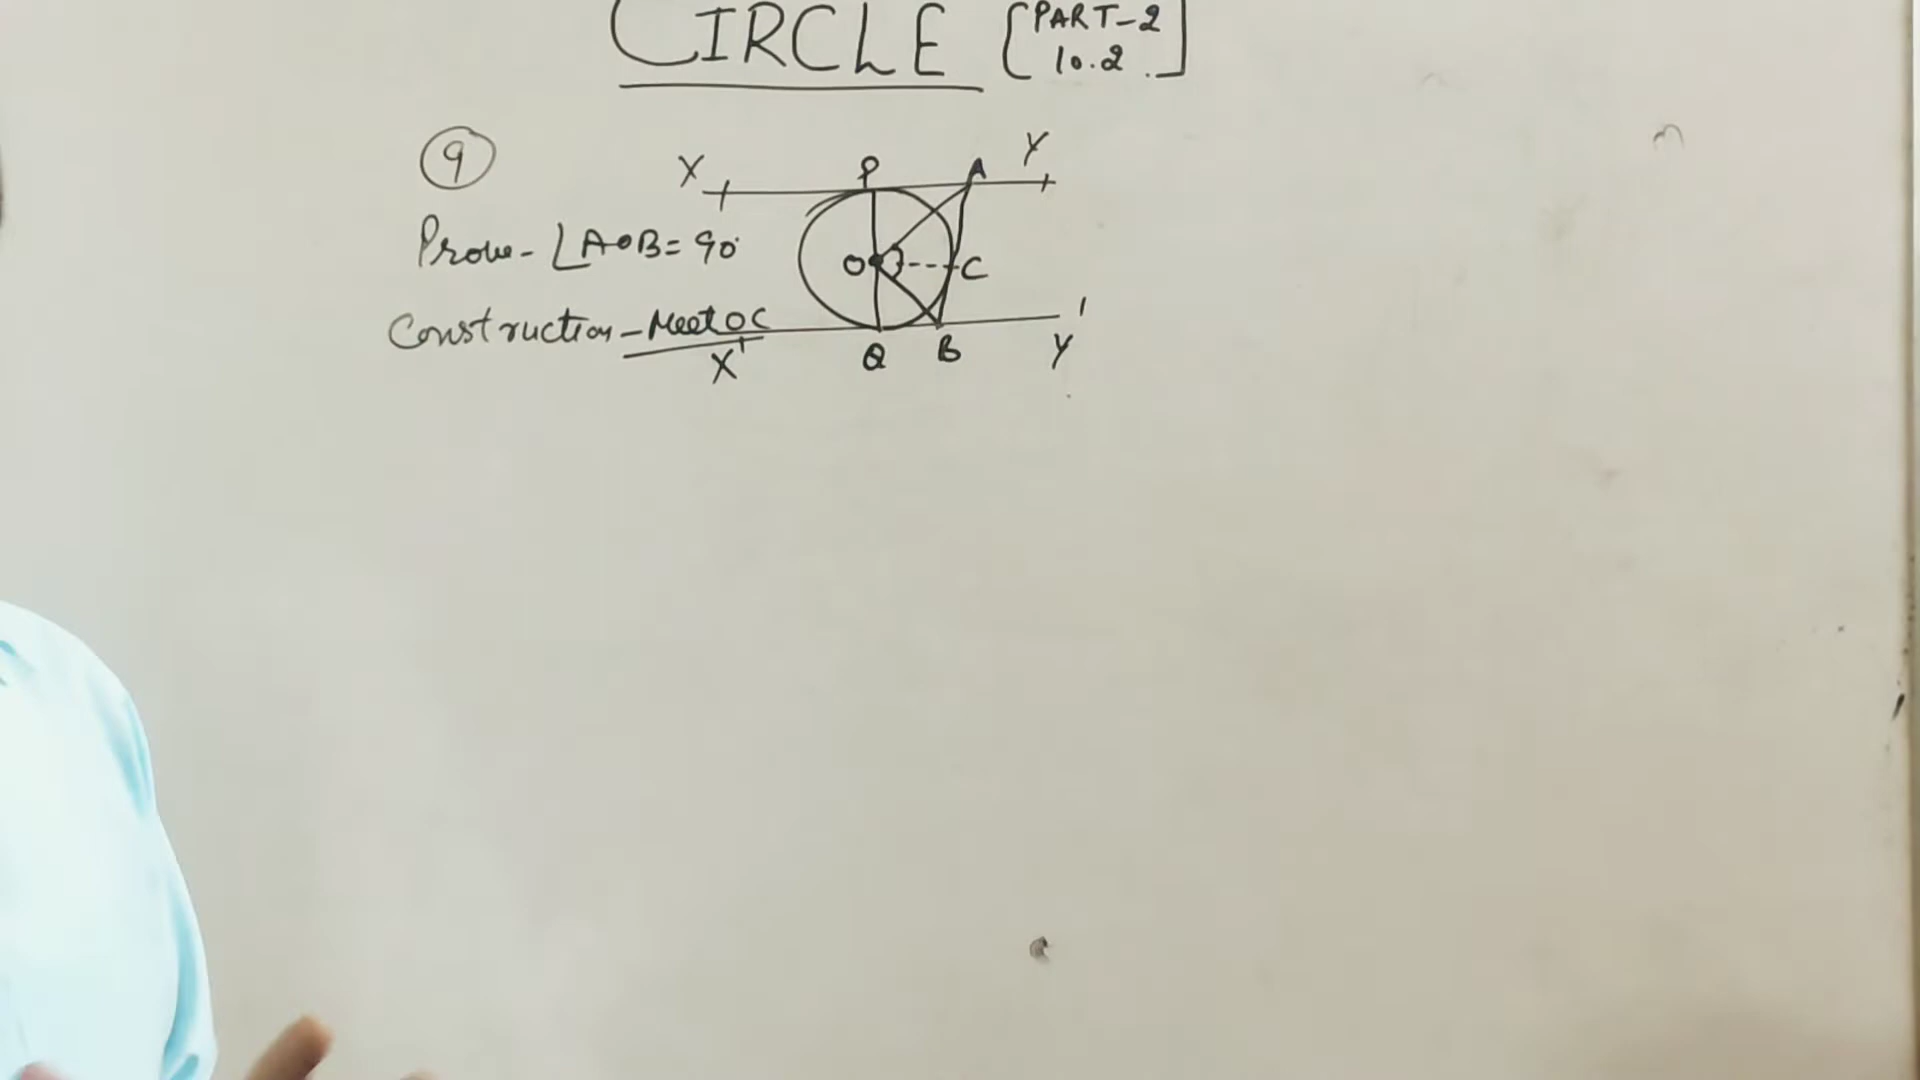 CIRCLE [PART-2
10.2.]
9
X P A Y
Prove - ∠AOB = 90°
O C
Construction - Meet OC
X' Q B Y'